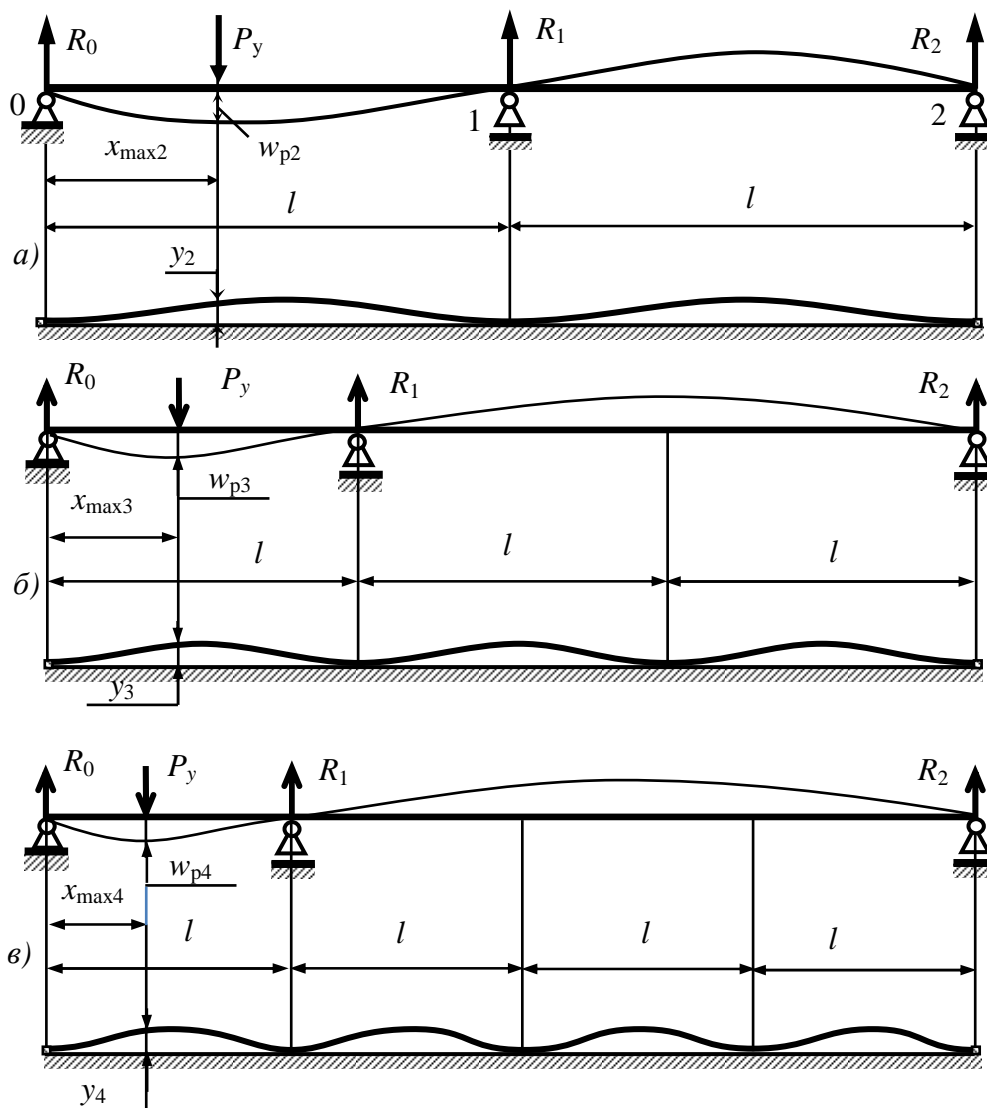 R0 Py R1 R2
0 1 2
xmax2 wp2
l l
а) y2
R0 Py R1 R2
xmax3 wp3
l l l
б)
y3
R0 Py R1 R2
xmax4 wp4
l l l l
в)
y4